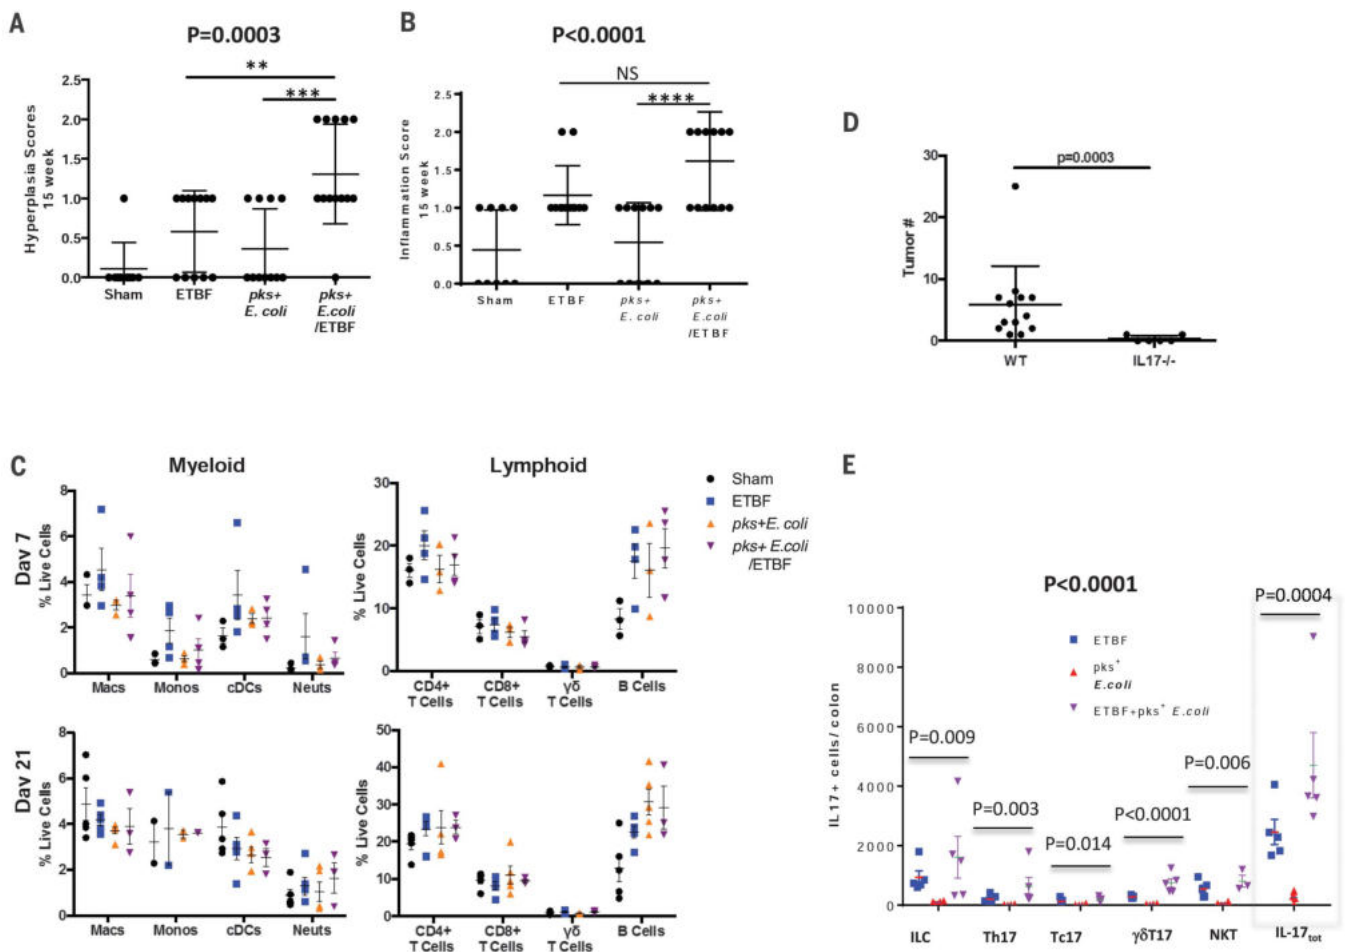 A
P=0.0003
**
***
Hyperplasia Scores
15 week
2.5
2.0
1.5
1.0
0.5
0.0
Sham
ETBF
pks+
E. coli
pks+
E.coli
/ETBF
B
P<0.0001
NS
****
Inflammation Score
15 week
2.5
2.0
1.5
1.0
0.5
0.0
Sham
ETBF
pks+
E. coli
pks+
E.coli
/ETBF
D
p=0.0003
Tumor #
30
20
10
0
WT
IL17-/-
C
Myeloid
Lymphoid
Sham
ETBF
pks+E. coli
pks+ E.coli
/ETBF
Day 7
% Live Cells
8
6
4
2
0
Macs
Monos
cDCs
Neuts
% Live Cells
30
20
10
0
CD4+
T Cells
CD8+
T Cells
γδ
T Cells
B Cells
Day 21
% Live Cells
8
6
4
2
0
Macs
Monos
cDCs
Neuts
% Live Cells
50
40
30
20
10
0
CD4+
T Cells
CD8+
T Cells
γδ
T Cells
B Cells
E
P<0.0001
IL 17+ cells/colon
10000
8000
6000
4000
2000
0
ETBF
pks+
E.coli
ETBF+pks+ E.coli
P=0.009
P=0.003
P=0.014
P<0.0001
P=0.006
P=0.0004
ILC
Th17
Tc17
γδT17
NKT
IL-17tot